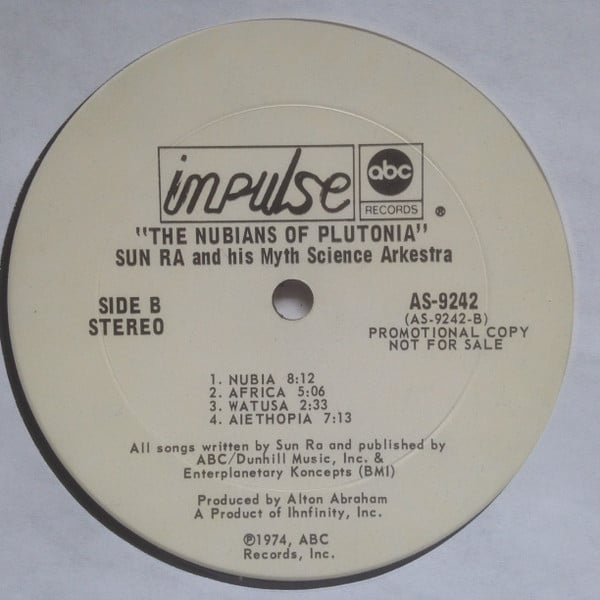 impulse
abc
RECORDS
®
"THE NUBIANS OF PLUTONIA"
SUN RA and his Myth Science Arkestra
SIDE B
STEREO
AS-9242
(AS-9242-B)
PROMOTIONAL COPY
NOT FOR SALE
1. NUBIA 8:12
2. AFRICA 5:06
3. WATUSA 2:33
4. AIETHOPIA 7:13
All songs written by Sun Ra and published by
ABC/Dunhill Music, Inc. &
Enterplanetary Koncepts (BMI)
Produced by Alton Abraham
A Product of Ihnfinity, Inc.
℗1974, ABC
Records, Inc.